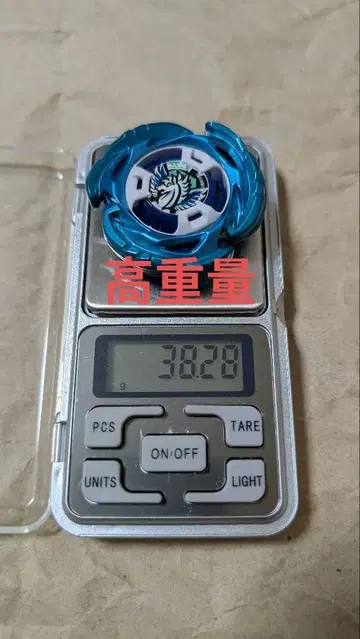 高重量
38.28
g
PCS
TARE
ON/OFF
UNITS
LIGHT